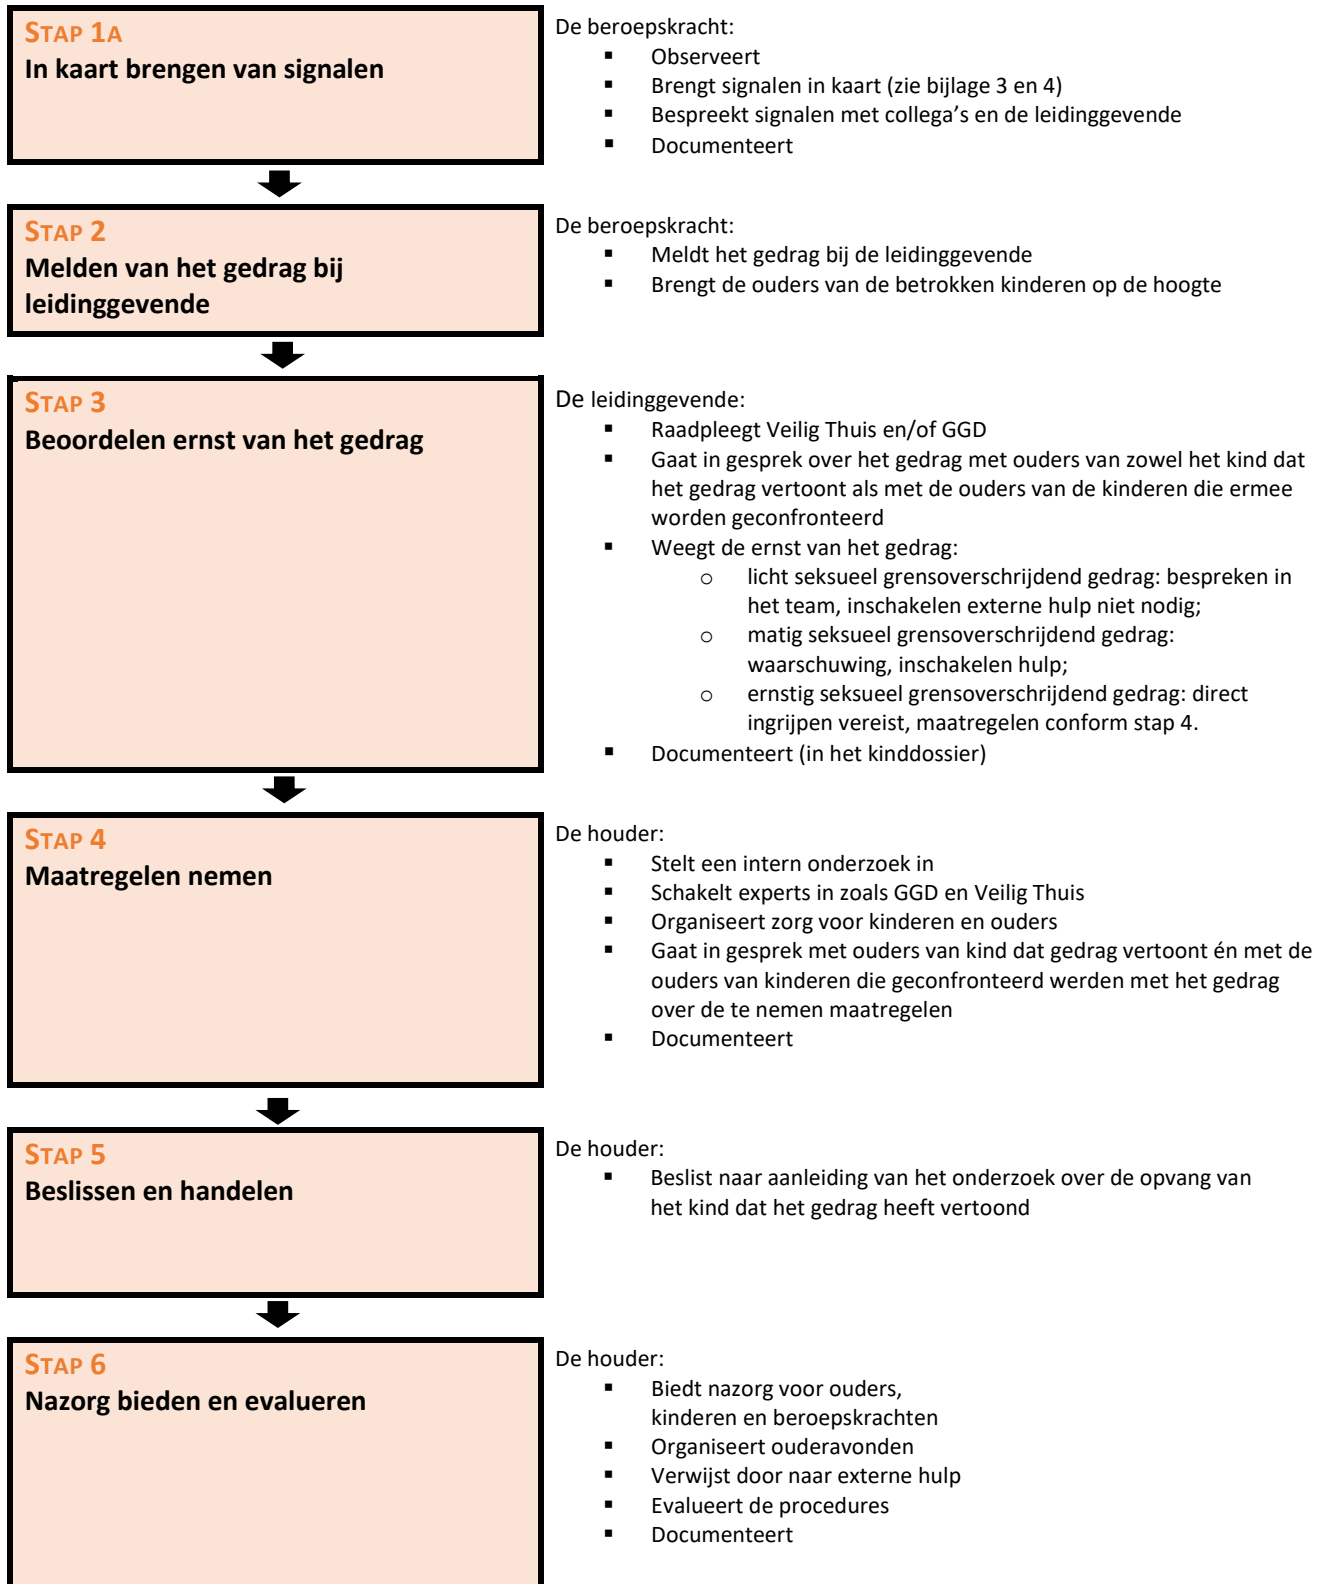 STAP 1A
In kaart brengen van signalen
De beroepskracht:
▪ Observeert
▪ Brengt signalen in kaart (zie bijlage 3 en 4)
▪ Bespreekt signalen met collega's en de leidinggevende
▪ Documenteert
STAP 2
Melden van het gedrag bij
leidinggevende
De beroepskracht:
▪ Meldt het gedrag bij de leidinggevende
▪ Brengt de ouders van de betrokken kinderen op de hoogte
STAP 3
Beoordelen ernst van het gedrag
De leidinggevende:
▪ Raadpleegt Veilig Thuis en/of GGD
▪ Gaat in gesprek over het gedrag met ouders van zowel het kind dat
het gedrag vertoont als met de ouders van de kinderen die ermee
worden geconfronteerd
▪ Weegt de ernst van het gedrag:
o licht seksueel grensoverschrijdend gedrag: bespreken in
het team, inschakelen externe hulp niet nodig;
o matig seksueel grensoverschrijdend gedrag:
waarschuwing, inschakelen hulp;
o ernstig seksueel grensoverschrijdend gedrag: direct
ingrijpen vereist, maatregelen conform stap 4.
▪ Documenteert (in het kinddossier)
STAP 4
Maatregelen nemen
De houder:
▪ Stelt een intern onderzoek in
▪ Schakelt experts in zoals GGD en Veilig Thuis
▪ Organiseert zorg voor kinderen en ouders
▪ Gaat in gesprek met ouders van kind dat gedrag vertoont én met de
ouders van kinderen die geconfronteerd werden met het gedrag
over de te nemen maatregelen
▪ Documenteert
STAP 5
Beslissen en handelen
De houder:
▪ Beslist naar aanleiding van het onderzoek over de opvang van
het kind dat het gedrag heeft vertoond
STAP 6
Nazorg bieden en evalueren
De houder:
▪ Biedt nazorg voor ouders,
kinderen en beroepskrachten
▪ Organiseert ouderavonden
▪ Verwijst door naar externe hulp
▪ Evalueert de procedures
▪ Documenteert